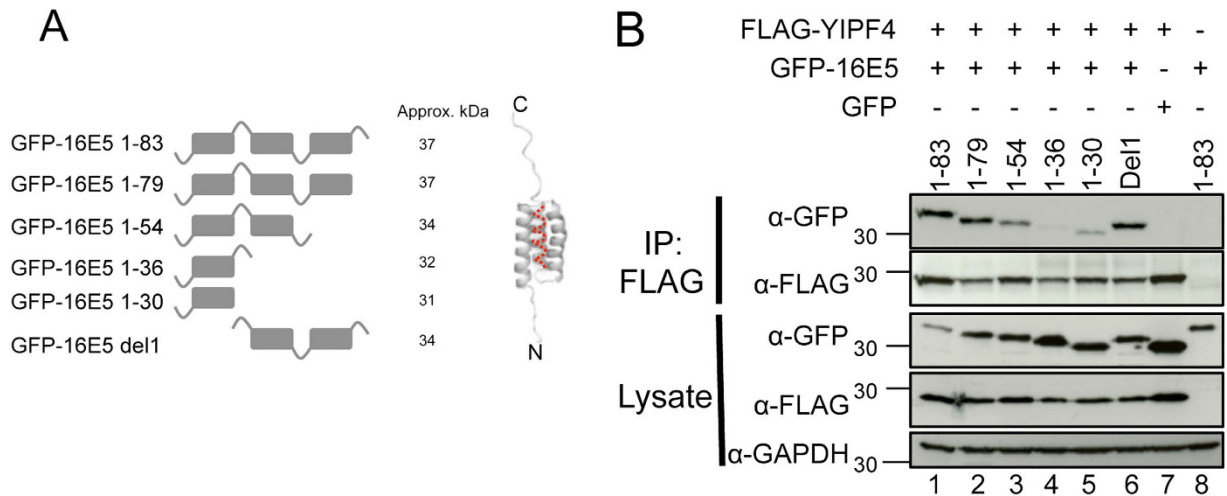 A
Approx. kDa
GFP-16E5 1-83 37
GFP-16E5 1-79 37
GFP-16E5 1-54 34
GFP-16E5 1-36 32
GFP-16E5 1-30 31
GFP-16E5 del1 34
C
N
B
FLAG-YIPF4 + + + + + + + -
GFP-16E5 + + + + + + - +
GFP - - - - - - + -
1-83 1-79 1-54 1-36 1-30 Del1 1-83
IP: FLAG
α-GFP 30
α-FLAG 30
Lysate
α-GFP 30
α-FLAG 30
α-GAPDH 30
1 2 3 4 5 6 7 8